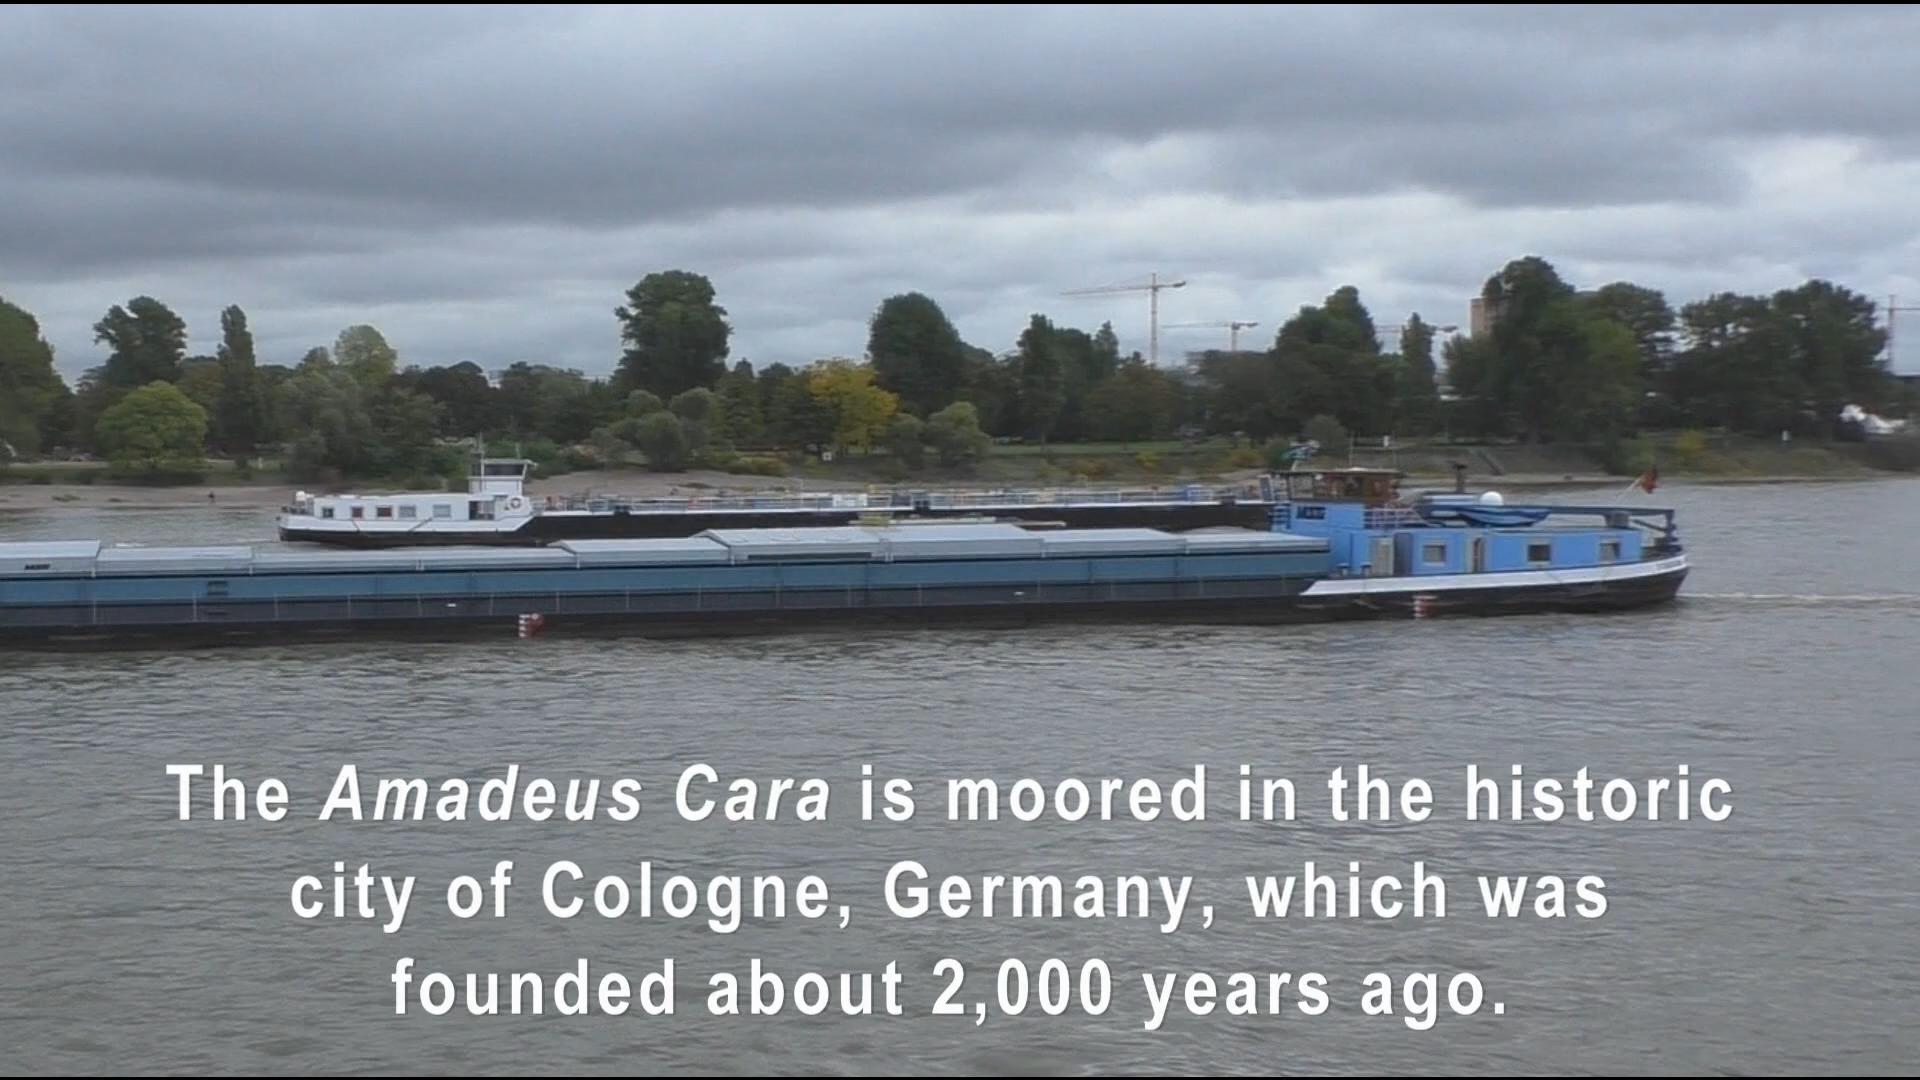 The Amadeus Cara is moored in the historic
city of Cologne, Germany, which was
founded about 2,000 years ago.